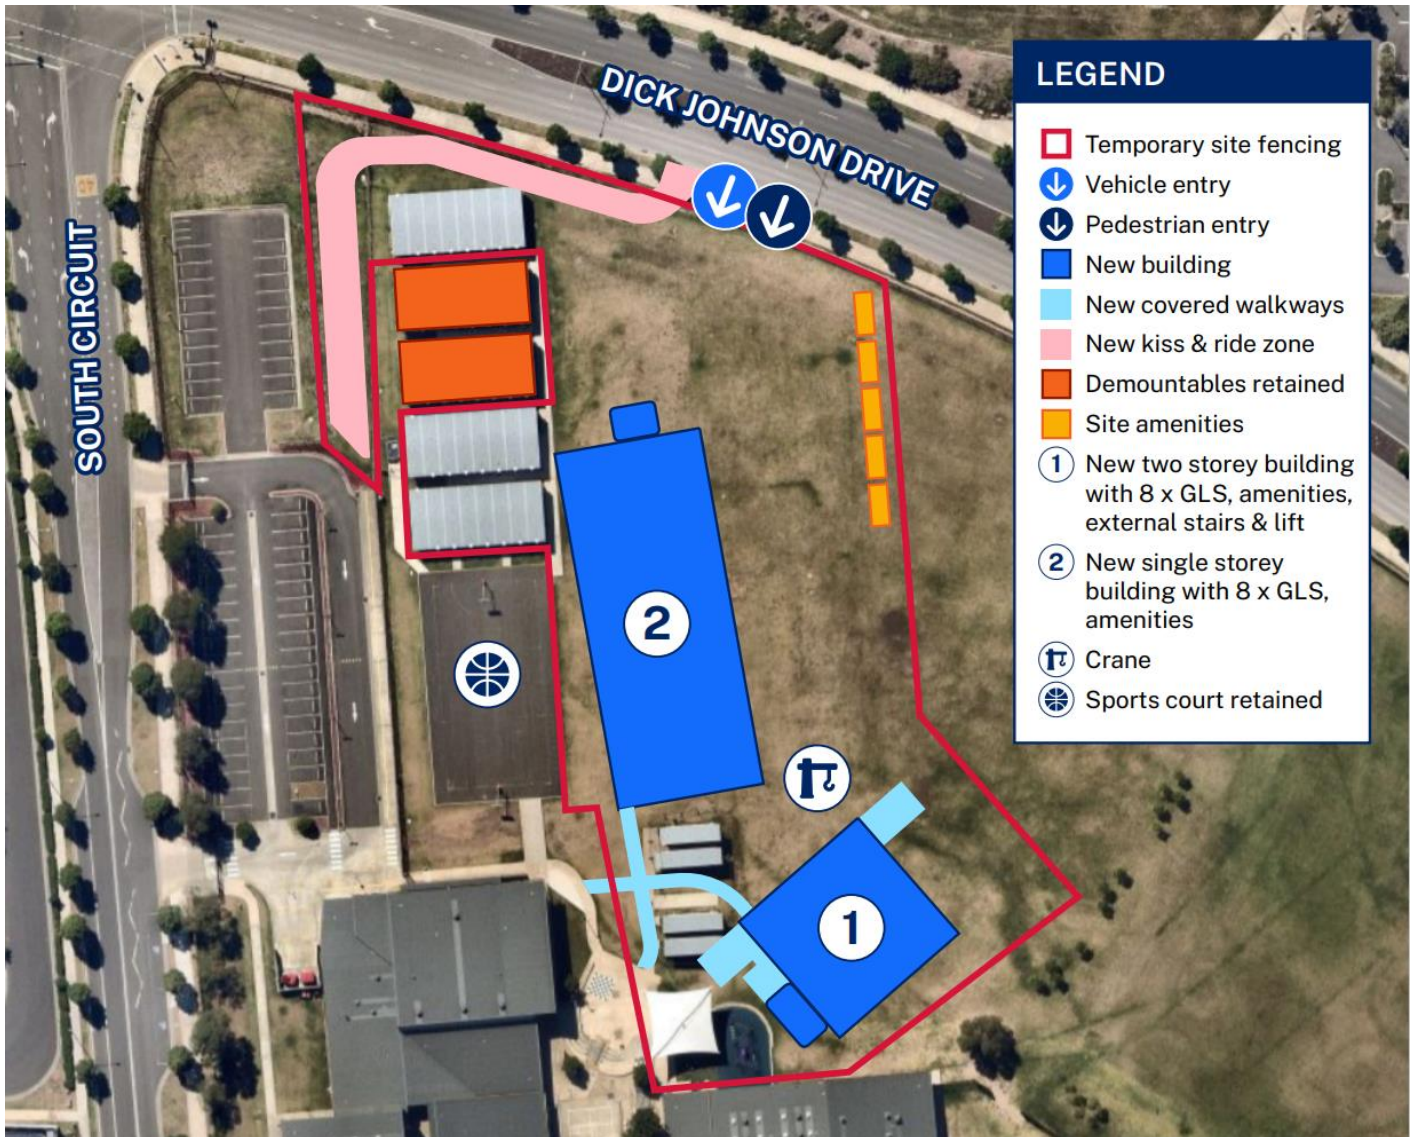 DICK JOHNSON DRIVE
SOUTH CIRCUIT
2
1
LEGEND
Temporary site fencing
Vehicle entry
Pedestrian entry
New building
New covered walkways
New kiss & ride zone
Demountables retained
Site amenities
1 New two storey building
with 8 x GLS, amenities,
external stairs & lift
2 New single storey
building with 8 x GLS,
amenities
Crane
Sports court retained